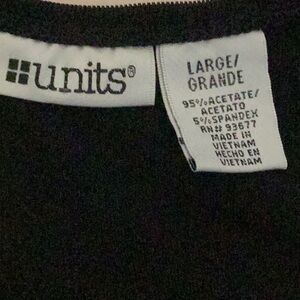 units®
LARGE/
GRANDE
95%ACETATE/
ACETATO
5%SPANDEX
RN# 93677
MADE IN
VIETNAM
HECHO EN
VIETNAM